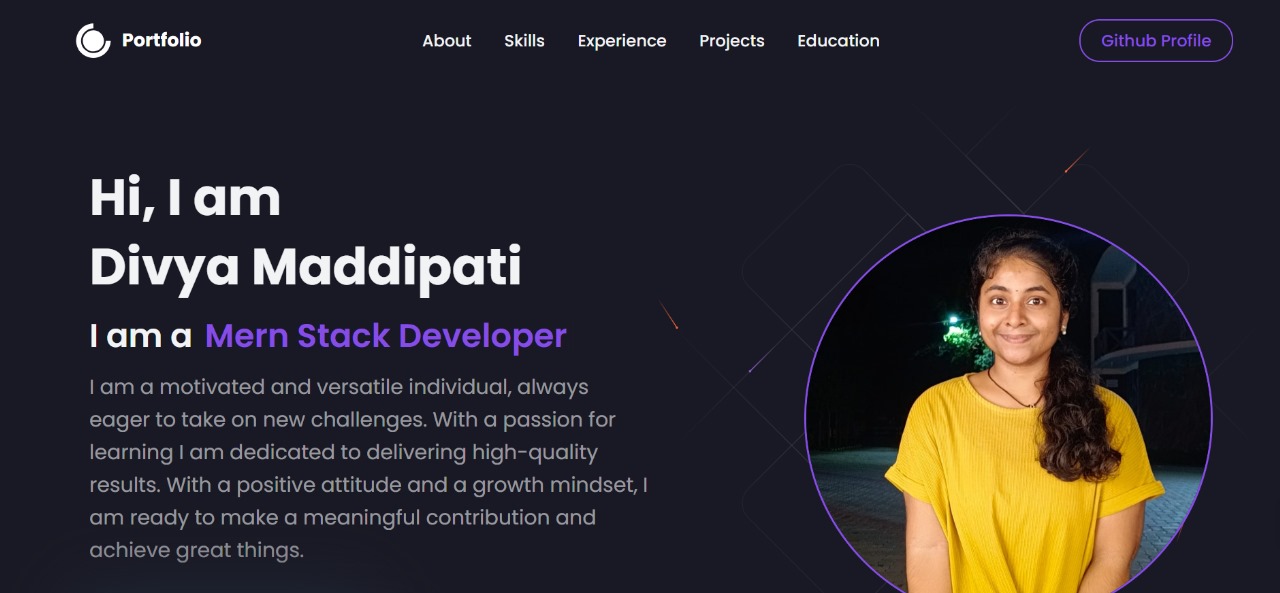 Portfolio
About Skills Experience Projects Education
Github Profile
Hi, I am
Divya Maddipati
I am a Mern Stack Developer
I am a motivated and versatile individual, always
eager to take on new challenges. With a passion for
learning I am dedicated to delivering high-quality
results. With a positive attitude and a growth mindset, I
am ready to make a meaningful contribution and
achieve great things.